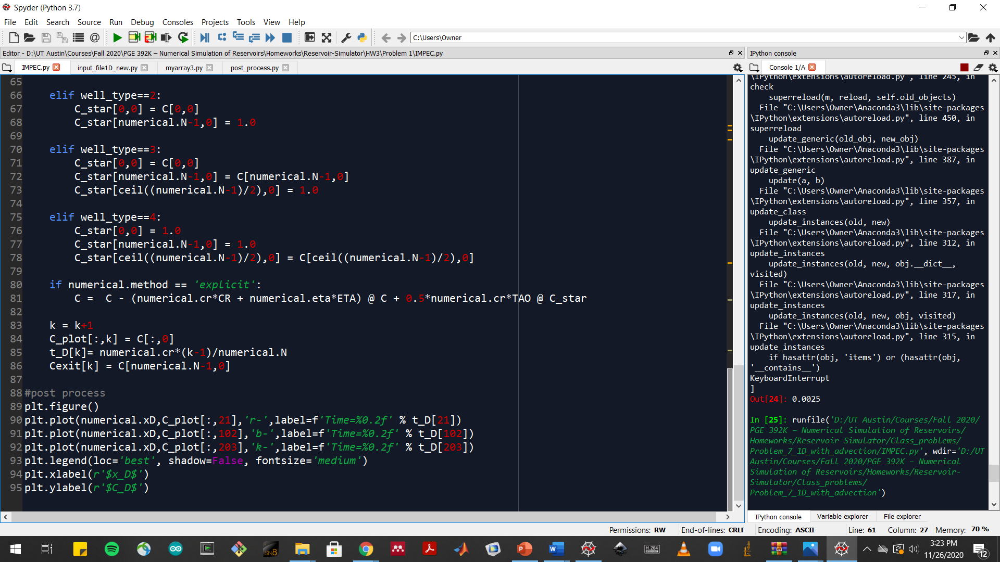 Spyder (Python 3.7)
File Edit Search Source Run Debug Consoles Projects Tools View Help
C:\Users\Owner
Editor - D:\UT Austin\Courses\Fall 2020\PGE 392K – Numerical Simulation of Reservoirs\Homeworks\Reservoir-Simulator\HW3\Problem 1\IMPEC.py
IMPEC.py input_file1D_new.py myarray3.py post_process.py
65
66     elif well_type==2:
67         C_star[0,0] = C[0,0]
68         C_star[numerical.N-1,0] = 1.0
69
70     elif well_type==3:
71         C_star[0,0] = C[0,0]
72         C_star[numerical.N-1,0] = C[numerical.N-1,0]
73         C_star[ceil((numerical.N-1)/2),0] = 1.0
74
75     elif well_type==4:
76         C_star[0,0] = 1.0
77         C_star[numerical.N-1,0] = 1.0
78         C_star[ceil((numerical.N-1)/2),0] = C[ceil((numerical.N-1)/2),0]
79
80     if numerical.method == 'explicit':
81         C =  C - (numerical.cr*CR + numerical.eta*ETA) @ C + 0.5*numerical.cr*TAO @ C_star
82
83     k = k+1
84     C_plot[:,k] = C[:,0]
85     t_D[k]= numerical.cr*(k-1)/numerical.N
86     Cexit[k] = C[numerical.N-1,0]
87
88 #post process
89 plt.figure()
90 plt.plot(numerical.xD,C_plot[:,21],'r-',label=f'Time=%0.2f' % t_D[21])
91 plt.plot(numerical.xD,C_plot[:,102],'b-',label=f'Time=%0.2f' % t_D[102])
92 plt.plot(numerical.xD,C_plot[:,203],'k-',label=f'Time=%0.2f' % t_D[203])
93 plt.legend(loc='best', shadow=False, fontsize='medium')
94 plt.xlabel(r'$x_D$')
95 plt.ylabel(r'$C_D$')
IPython console
Console 1/A
\IPython\extensions\autoreload.py", line 245, in
check
    superreload(m, reload, self.old_objects)
  File "C:\Users\Owner\Anaconda3\lib\site-packages
\IPython\extensions\autoreload.py", line 450, in
superreload
    update_generic(old_obj, new_obj)
  File "C:\Users\Owner\Anaconda3\lib\site-packages
\IPython\extensions\autoreload.py", line 387, in
update_generic
    update(a, b)
  File "C:\Users\Owner\Anaconda3\lib\site-packages
\IPython\extensions\autoreload.py", line 357, in
update_class
    update_instances(old, new)
  File "C:\Users\Owner\Anaconda3\lib\site-packages
\IPython\extensions\autoreload.py", line 312, in
update_instances
    update_instances(old, new, obj.__dict__,
visited)
  File "C:\Users\Owner\Anaconda3\lib\site-packages
\IPython\extensions\autoreload.py", line 317, in
update_instances
    update_instances(old, new, obj, visited)
  File "C:\Users\Owner\Anaconda3\lib\site-packages
\IPython\extensions\autoreload.py", line 315, in
update_instances
    if hasattr(obj, 'items') or (hasattr(obj,
'__contains__')
KeyboardInterrupt
]
Out[24]: 0.0025
In [25]: runfile('D:/UT Austin/Courses/Fall 2020/
PGE 392K – Numerical Simulation of Reservoirs/
Homeworks/Reservoir-Simulator/Class_problems/
Problem_7_1D_with_advection/IMPEC.py', wdir='D:/UT
Austin/Courses/Fall 2020/PGE 392K – Numerical
Simulation of Reservoirs/Homeworks/Reservoir-
Simulator/Class_problems/
Problem_7_1D_with_advection')
IPython console Variable explorer File explorer
Permissions: RW End-of-lines: CRLF Encoding: ASCII Line: 61 Column: 27 Memory: 70 %
SN8
H.264
3:23 PM
11/26/2020
12